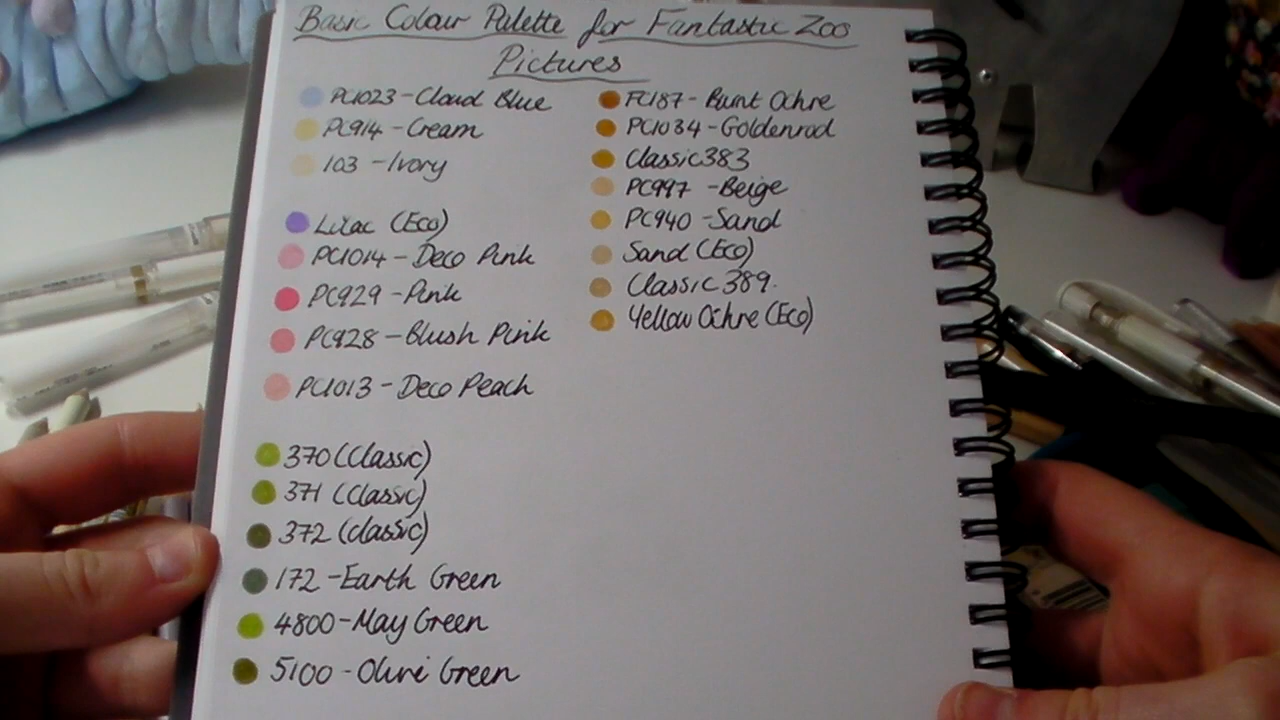 Basic Colour Palette for Fantastic Zoo
Pictures
PC1023-Cloud Blue
PC914-Cream
103-Ivory
Lilac (Eco)
PC1014-Deco Pink
PC929-Pink
PC928-Blush Pink
PC1013-Deco Peach
370 (Classic)
371 (Classic)
372 (Classic)
172-Earth Green
4800-May Green
5100-Olive Green
FC187-Burnt Ochre
PC1034-Goldenrod
Classic 383
PC997-Beige
PC940-Sand
Sand (Eco)
Classic 389.
Yellow Ochre (Eco)